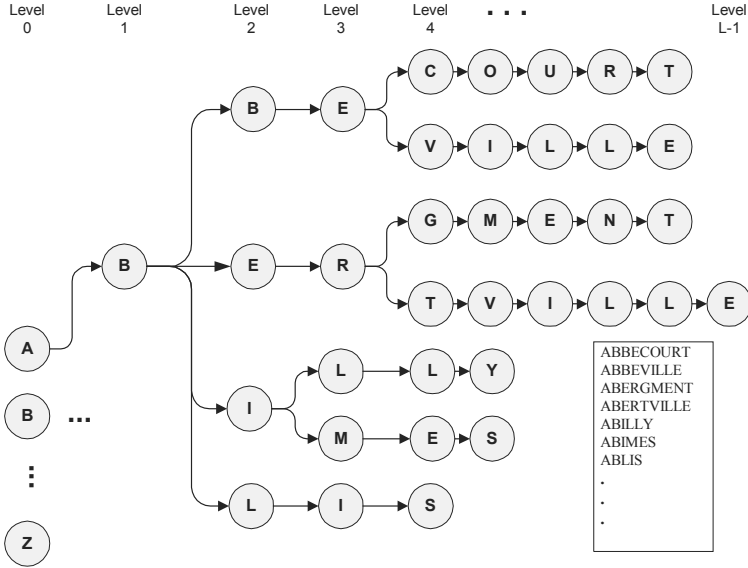 Level 0
Level 1
Level 2
Level 3
Level 4
. . .
Level L-1
C O U R T
B E
V I L L E
G M E N T
B
E R
T V I L L E
A
L L Y
B ...
I
M E S
L I S
⋮
Z
ABBECOURT
ABBEVILLE
ABERGMENT
ABERTVILLE
ABILLY
ABIMES
ABLIS
.
.
.